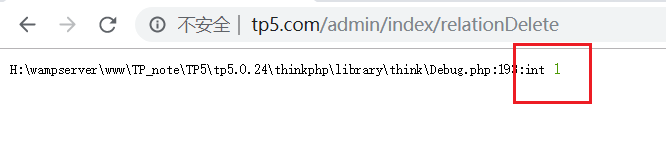 不安全 | tp5.com/admin/index/relationDelete
H:\wampserver\www\TP_note\TP5\tp5.0.24\thinkphp\library\think\Debug.php:193:int 1